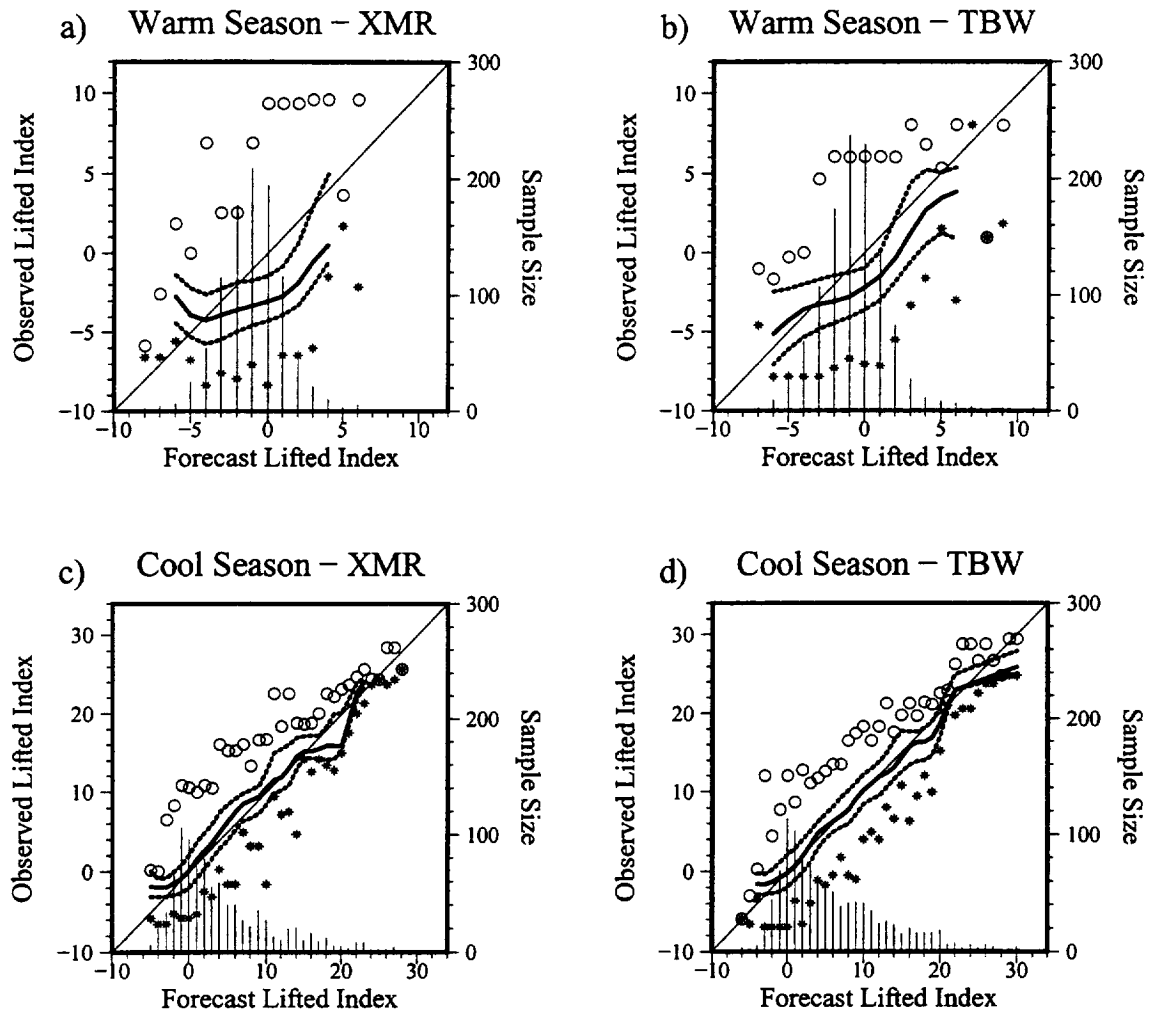 a) Warm Season – XMR
10
5
0
−5
−10
Observed Lifted Index
300
200
100
0
Sample Size
−10 −5 0 5 10
Forecast Lifted Index
b) Warm Season – TBW
10
5
0
−5
−10
Observed Lifted Index
300
200
100
0
Sample Size
−10 −5 0 5 10
Forecast Lifted Index
c) Cool Season – XMR
30
20
10
0
−10
Observed Lifted Index
300
200
100
0
Sample Size
−10 0 10 20 30
Forecast Lifted Index
d) Cool Season – TBW
30
20
10
0
−10
Observed Lifted Index
300
200
100
0
Sample Size
−10 0 10 20 30
Forecast Lifted Index